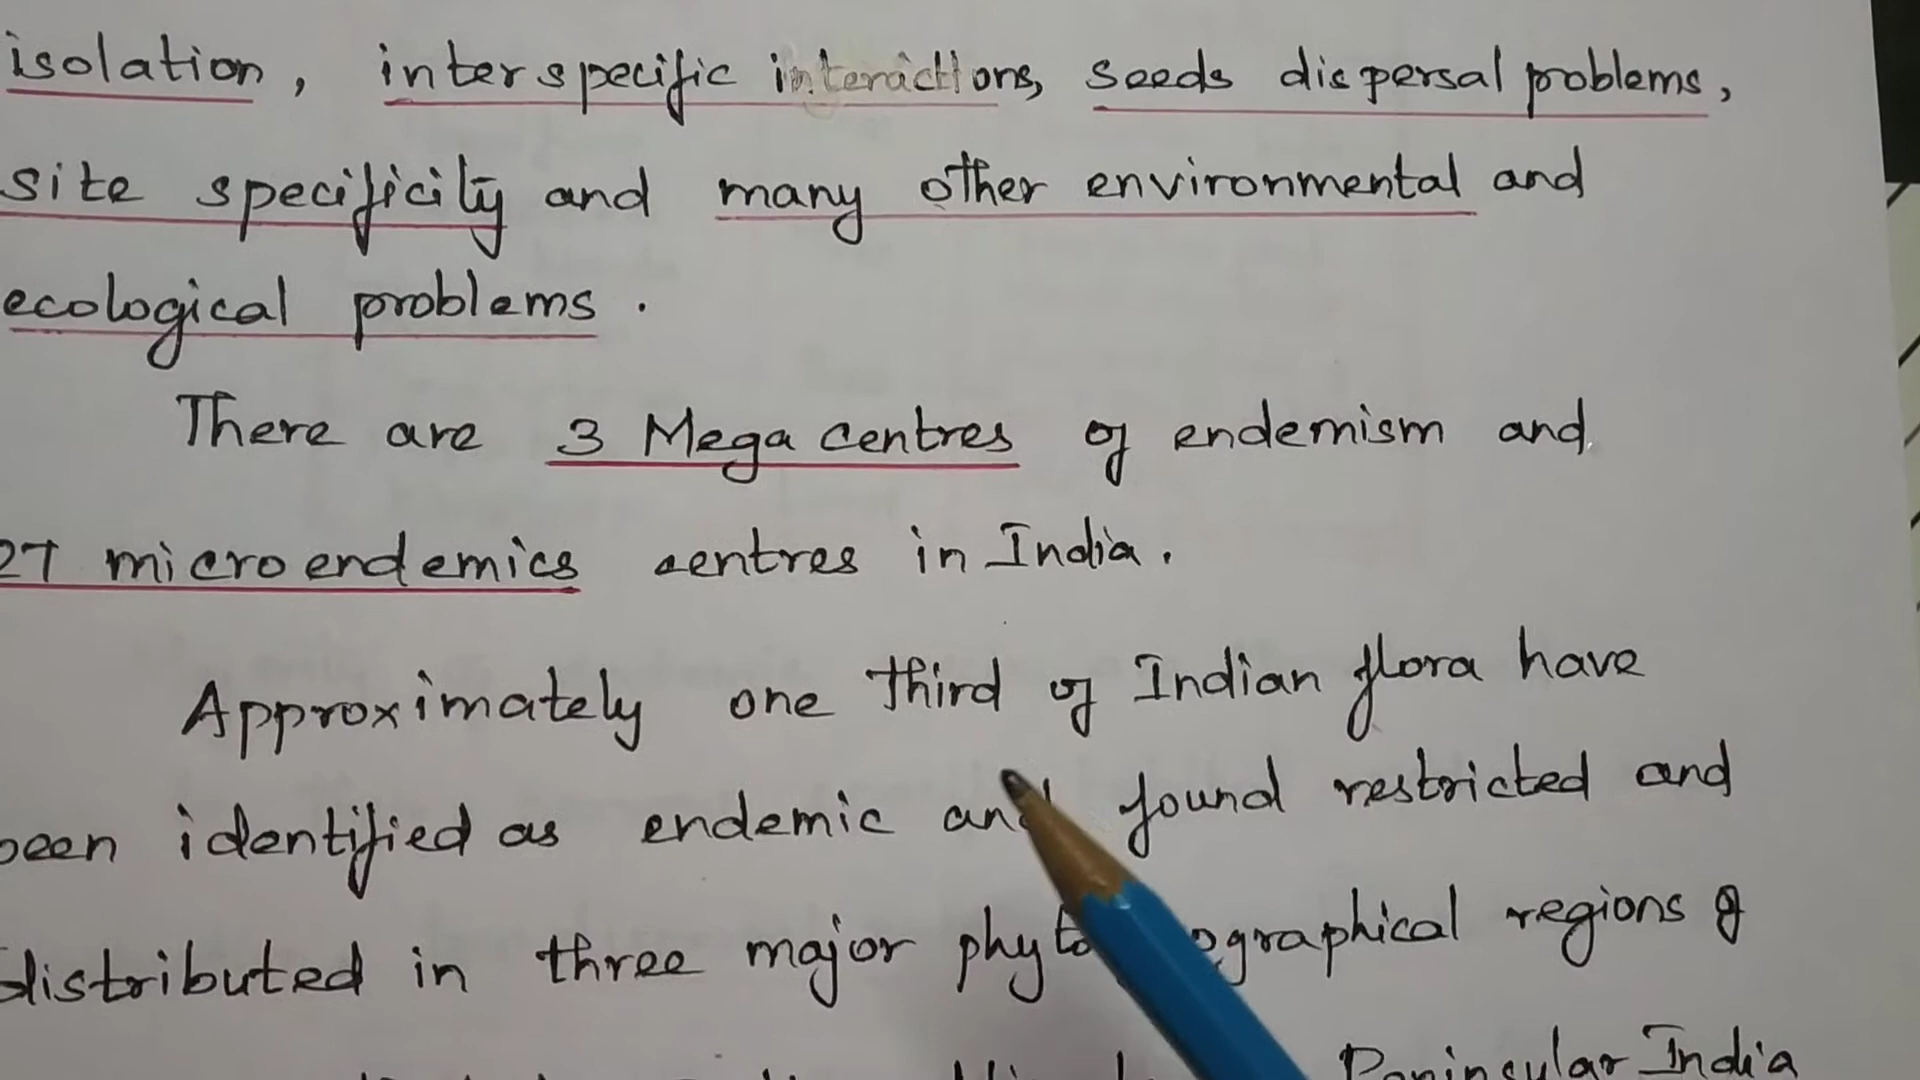 isolation, interspecific interactions, seeds dispersal problems,
site specificity and many other environmental and
ecological problems.
There are 3 Mega centres of endemism and
27 microendemics centres in India.
Approximately one third of Indian flora have
been identified as endemic and found restricted and
distributed in three major regions of
Peninsular India